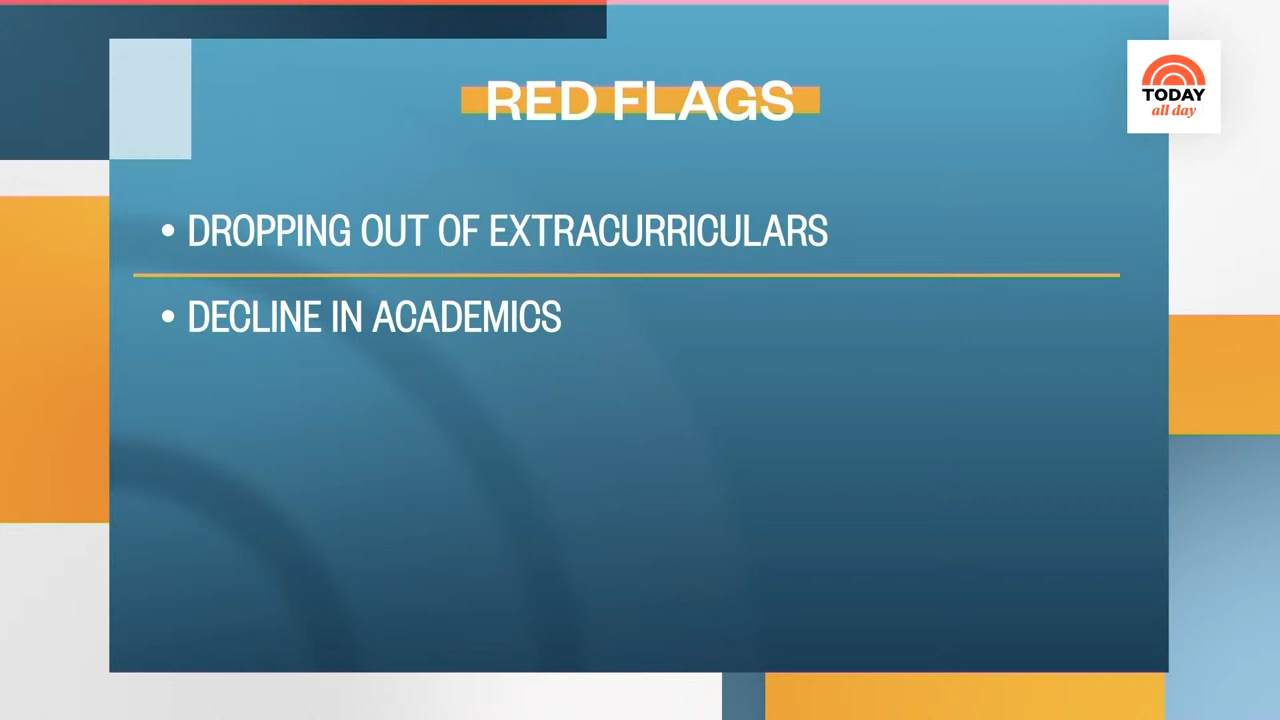 RED FLAGS
TODAY
all day
• DROPPING OUT OF EXTRACURRICULARS
• DECLINE IN ACADEMICS